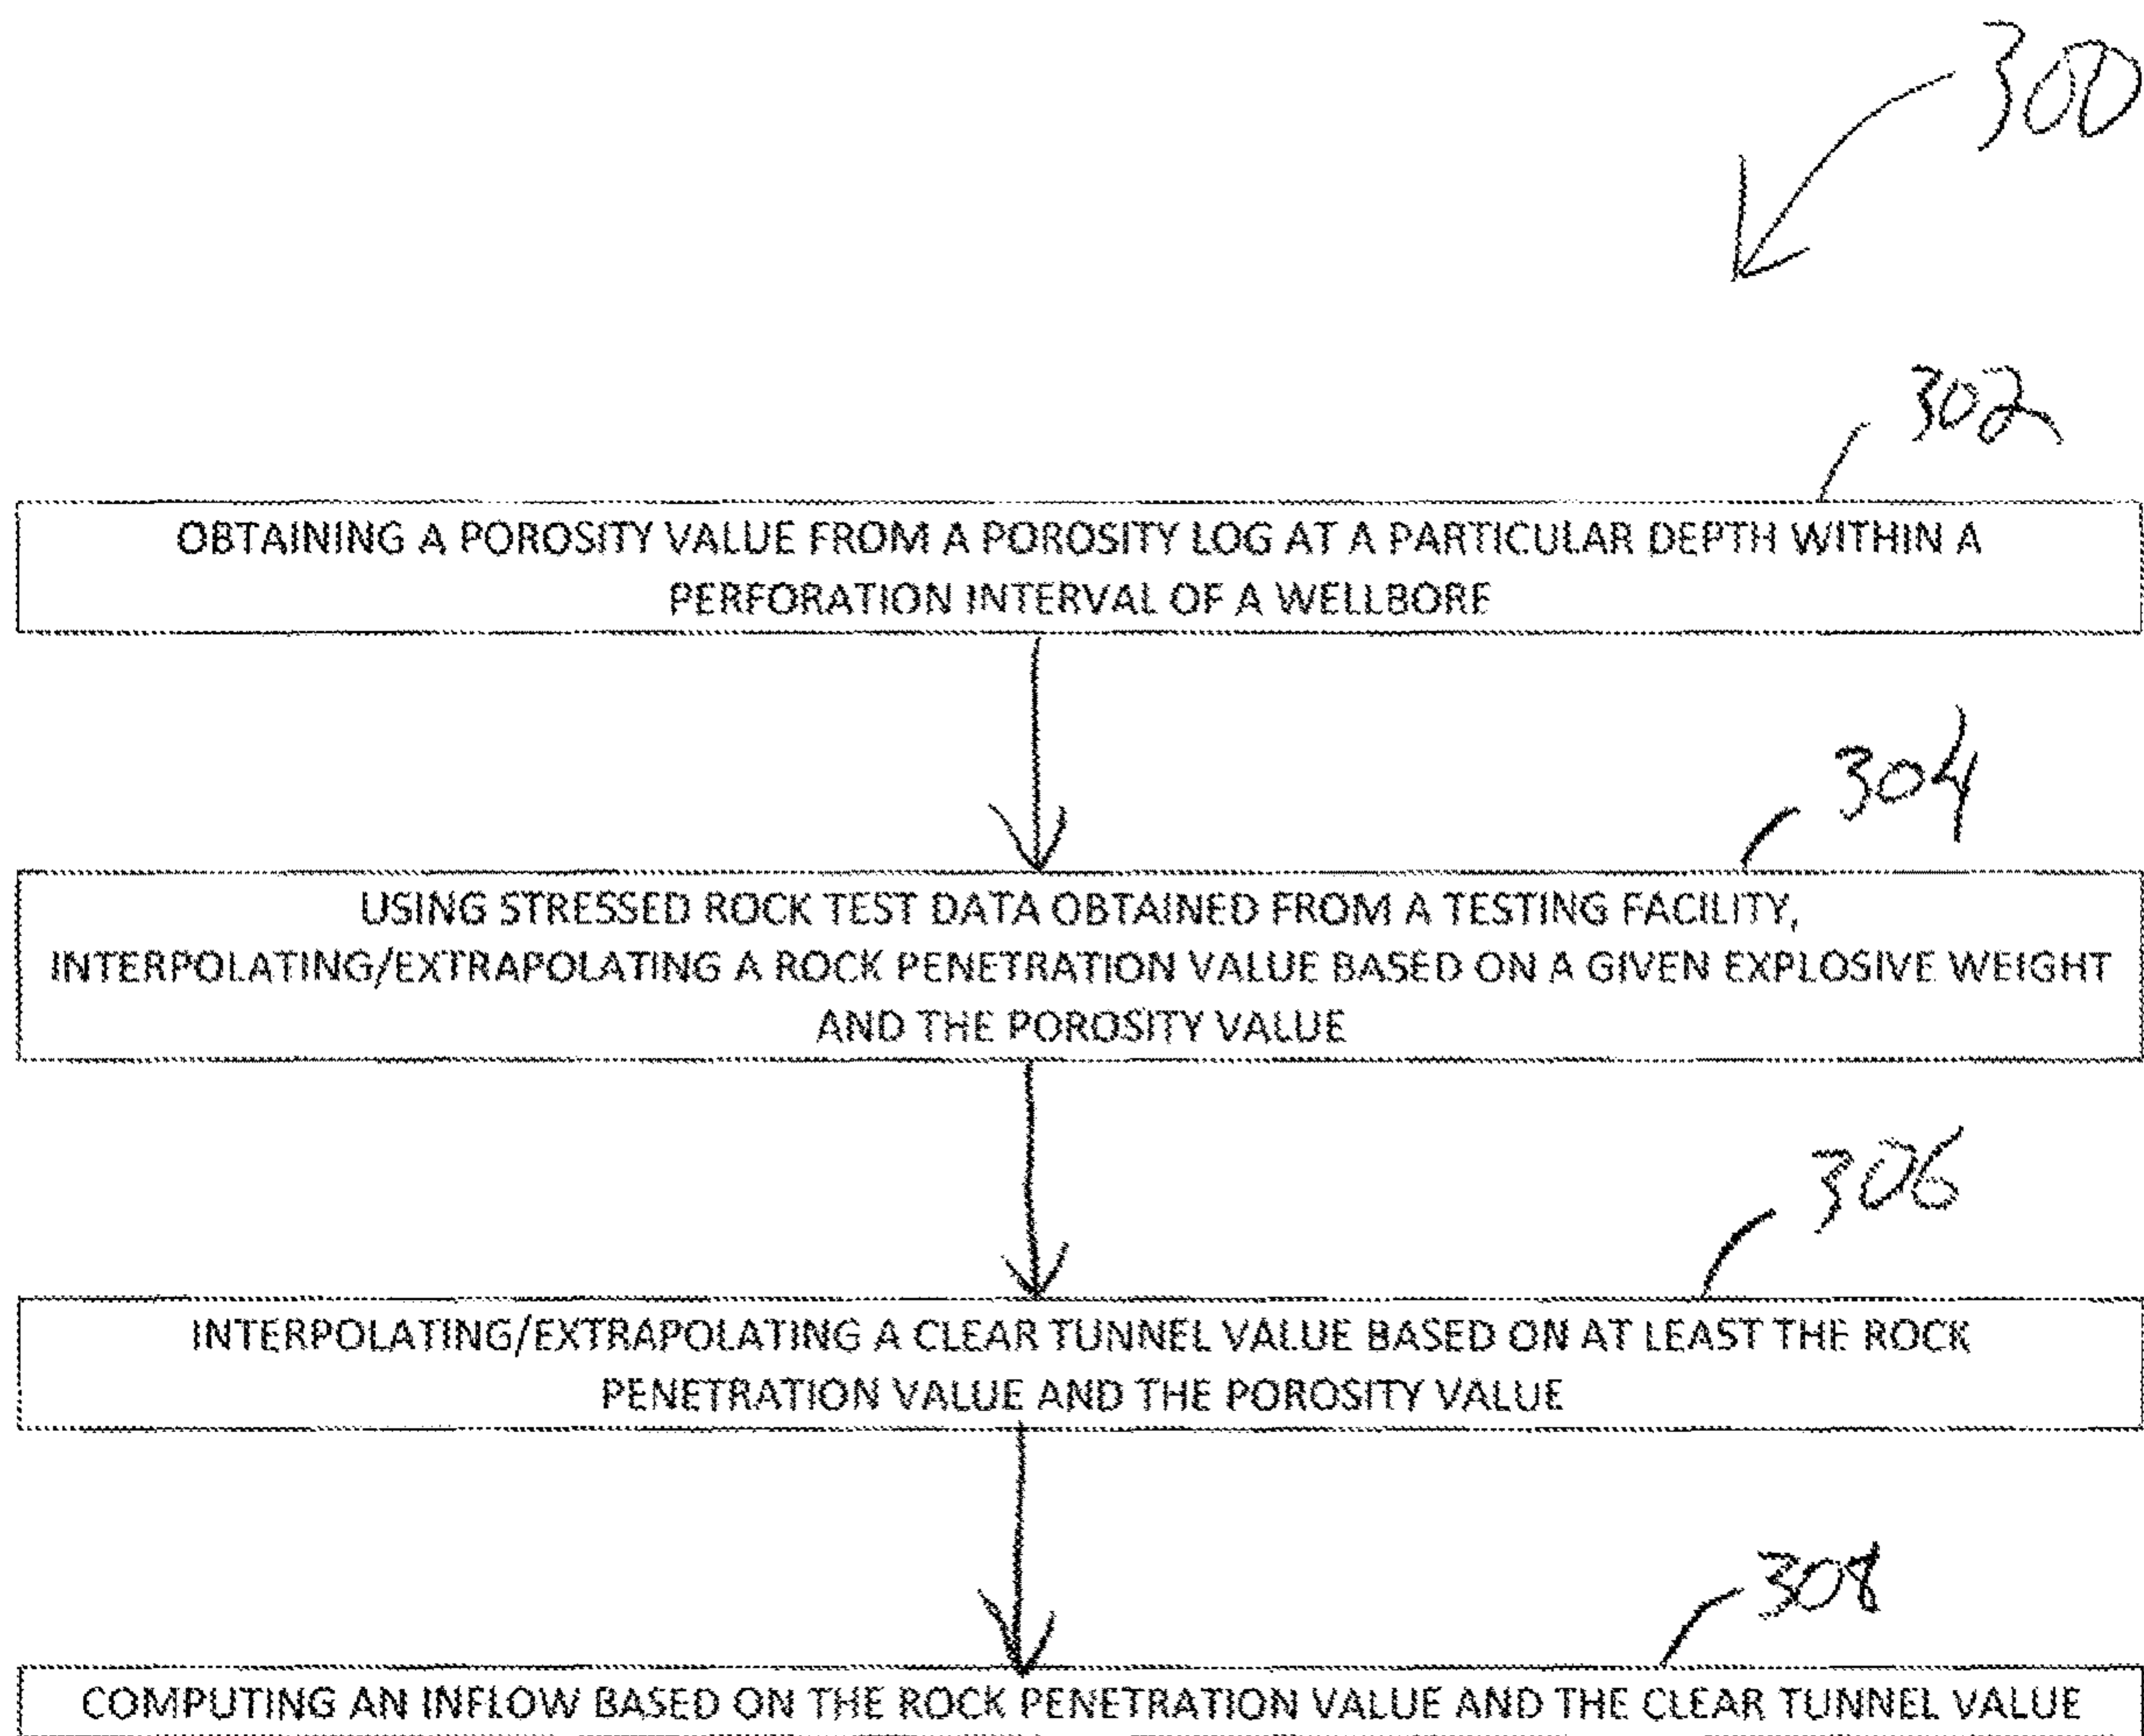 300
302
OBTAINING A POROSITY VALUE FROM A POROSITY LOG AT A PARTICULAR DEPTH WITHIN A
PERFORATION INTERVAL OF A WELLBORE
304
USING STRESSED ROCK TEST DATA OBTAINED FROM A TESTING FACILITY,
INTERPOLATING/EXTRAPOLATING A ROCK PENETRATION VALUE BASED ON A GIVEN EXPLOSIVE WEIGHT
AND THE POROSITY VALUE
306
INTERPOLATING/EXTRAPOLATING A CLEAR TUNNEL VALUE BASED ON AT LEAST THE ROCK
PENETRATION VALUE AND THE POROSITY VALUE
308
COMPUTING AN INFLOW BASED ON THE ROCK PENETRATION VALUE AND THE CLEAR TUNNEL VALUE